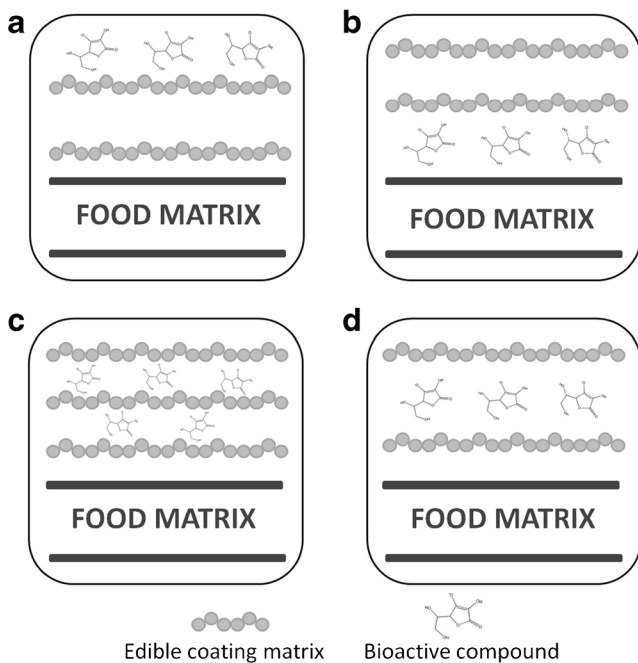 a
b
FOOD MATRIX
FOOD MATRIX
c
d
FOOD MATRIX
FOOD MATRIX
Edible coating matrix
Bioactive compound